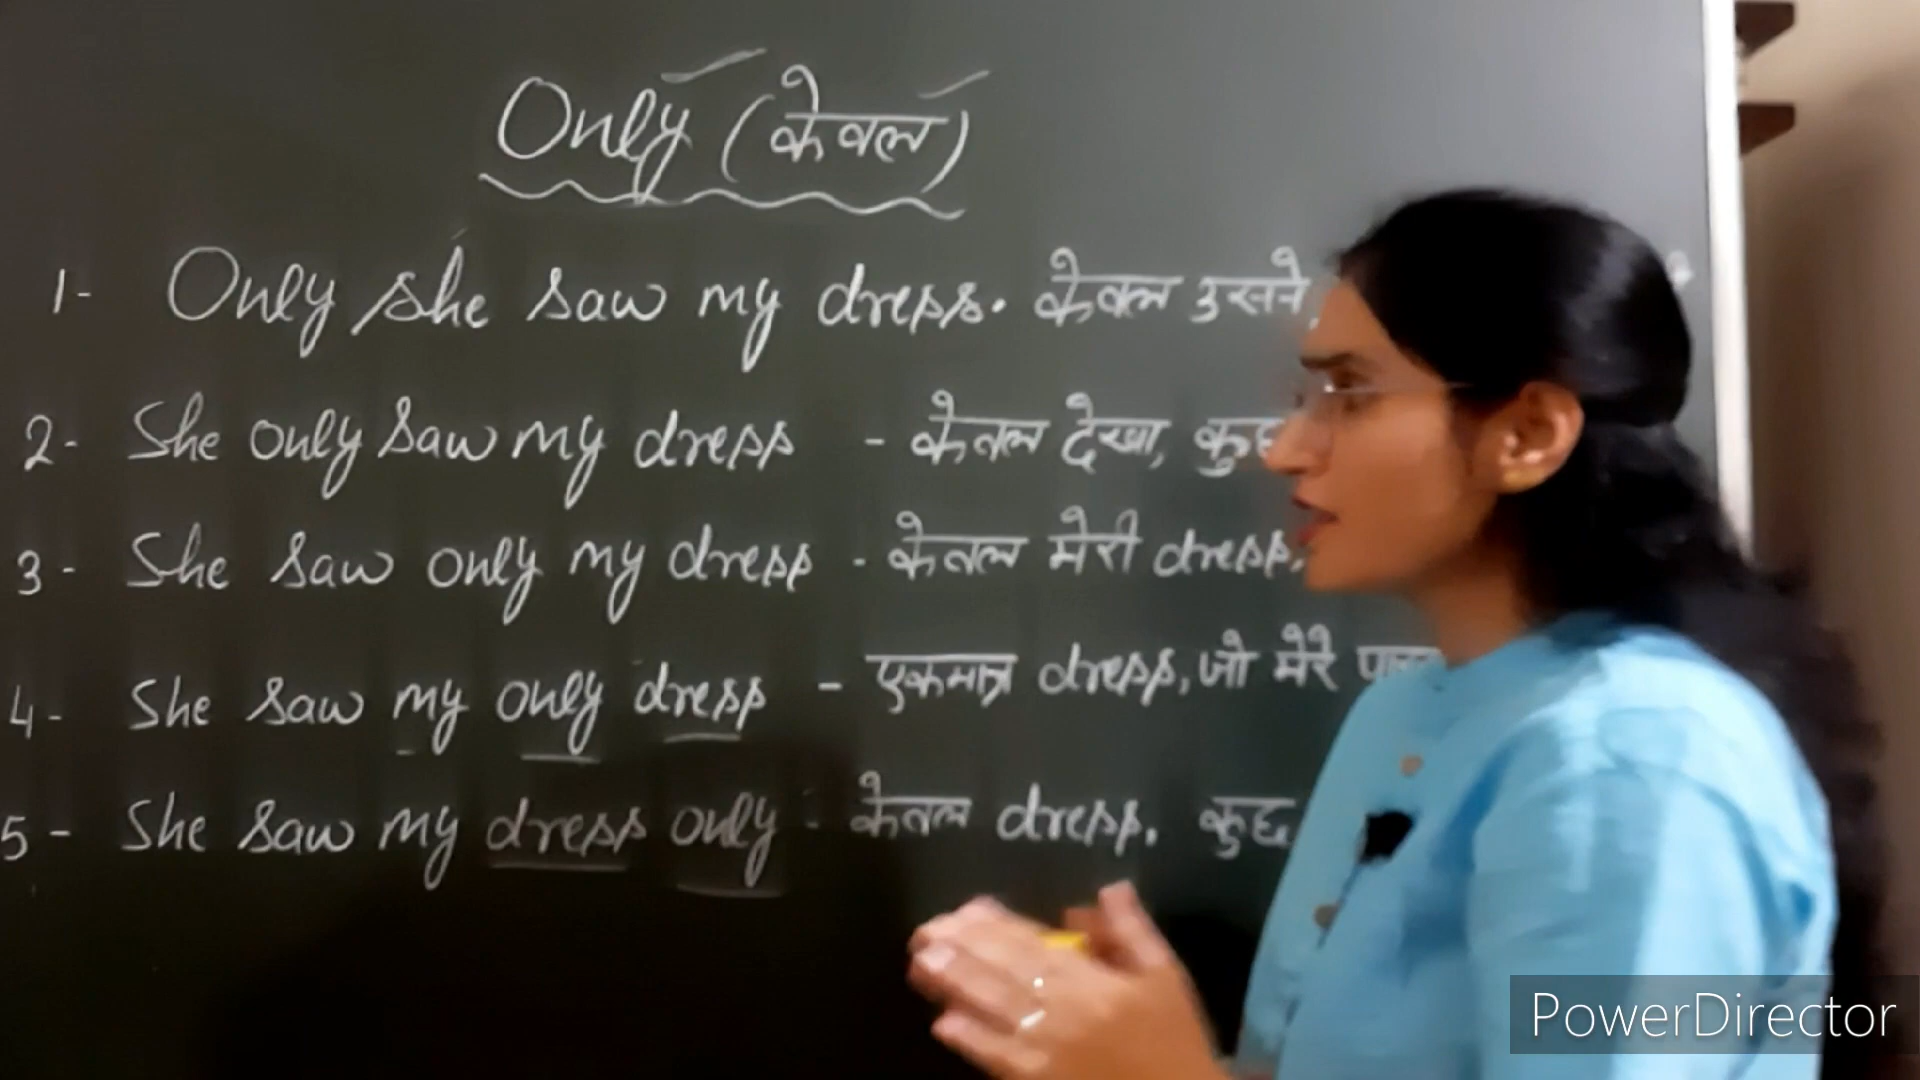 Only (केवल)
1- Only she saw my dress. केवल उसने,
2- She only saw my dress - केवल देखा, कुछ
3- She saw only my dress - केवल मेरी dress,
4- She saw my only dress - एकमात्र dress, जो मेरे
5- She saw my dress only - केवल dress, कुछ
PowerDirector